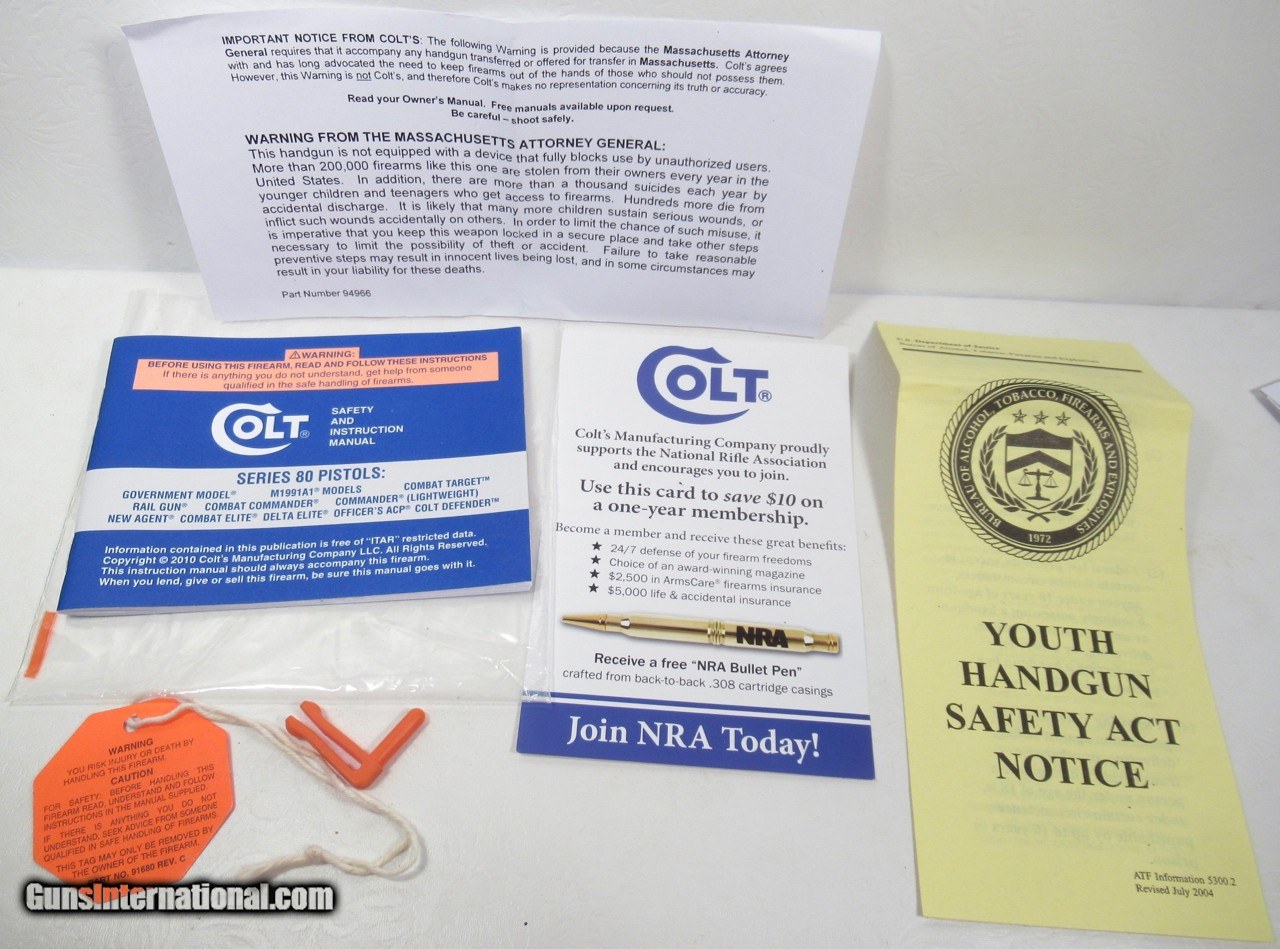 IMPORTANT NOTICE FROM COLT'S: The following Warning is provided because the Massachusetts Attorney
General requires that it accompany any handgun transferred or offered for transfer in Massachusetts. Colt's agrees
with and has long advocated the need to keep firearms out of the hands of those who should not possess them.
However, this Warning is not Colt's, and therefore Colt's makes no representation concerning its truth or accuracy.
Read your Owner's Manual. Free manuals available upon request.
Be careful – shoot safely.
WARNING FROM THE MASSACHUSETTS ATTORNEY GENERAL:
This handgun is not equipped with a device that fully blocks use by unauthorized users.
More than 200,000 firearms like this one are stolen from their owners every year in the
United States. In addition, there are more than a thousand suicides each year by
younger children and teenagers who get access to firearms. Hundreds more die from
accidental discharge. It is likely that many more children sustain serious wounds, or
inflict such wounds accidentally on others. In order to limit the chance of such misuse, it
is imperative that you keep this weapon locked in a secure place and take other steps
necessary to limit the possibility of theft or accident. Failure to take reasonable
preventive steps may result in innocent lives being lost, and in some circumstances may
result in your liability for these deaths.
Part Number 94966
⚠WARNING:
BEFORE USING THIS FIREARM, READ AND FOLLOW THESE INSTRUCTIONS
If there is anything you do not understand, get help from someone
qualified in the safe handling of firearms.
COLT®
SAFETY
AND
INSTRUCTION
MANUAL
SERIES 80 PISTOLS:
GOVERNMENT MODEL® M1991A1® MODELS COMBAT TARGET™
RAIL GUN® COMBAT COMMANDER® COMMANDER® (LIGHTWEIGHT)
NEW AGENT® COMBAT ELITE® DELTA ELITE® OFFICER'S ACP® COLT DEFENDER™
Information contained in this publication is free of "ITAR" restricted data.
Copyright © 2010 Colt's Manufacturing Company LLC. All Rights Reserved.
This instruction manual should always accompany this firearm.
When you lend, give or sell this firearm, be sure this manual goes with it.
COLT®
Colt's Manufacturing Company proudly
supports the National Rifle Association
and encourages you to join.
Use this card to save $10 on
a one-year membership.
Become a member and receive these great benefits:
★ 24/7 defense of your firearm freedoms
★ Choice of an award-winning magazine
★ $2,500 in ArmsCare® firearms insurance
★ $5,000 life & accidental insurance
NRA
Receive a free "NRA Bullet Pen"
crafted from back-to-back .308 cartridge casings
Join NRA Today!
U.S. Department of Justice
BUREAU OF ALCOHOL, TOBACCO, FIREARMS AND EXPLOSIVES
1972
YOUTH
HANDGUN
SAFETY ACT
NOTICE
ATF Information 5300.2
Revised July 2004
WARNING
YOU RISK INJURY OR DEATH BY
HANDLING THIS FIREARM.
CAUTION
FOR SAFETY: BEFORE HANDLING THIS
FIREARM READ, UNDERSTAND AND FOLLOW
INSTRUCTIONS IN THE MANUAL SUPPLIED.
IF THERE IS ANYTHING YOU DO NOT
UNDERSTAND, SEEK ADVICE FROM SOMEONE
QUALIFIED IN SAFE HANDLING OF FIREARMS.
THIS TAG MAY ONLY BE REMOVED BY
THE OWNER OF THE FIREARM.
PART NO. 91680 REV. C
GunsInternational.com